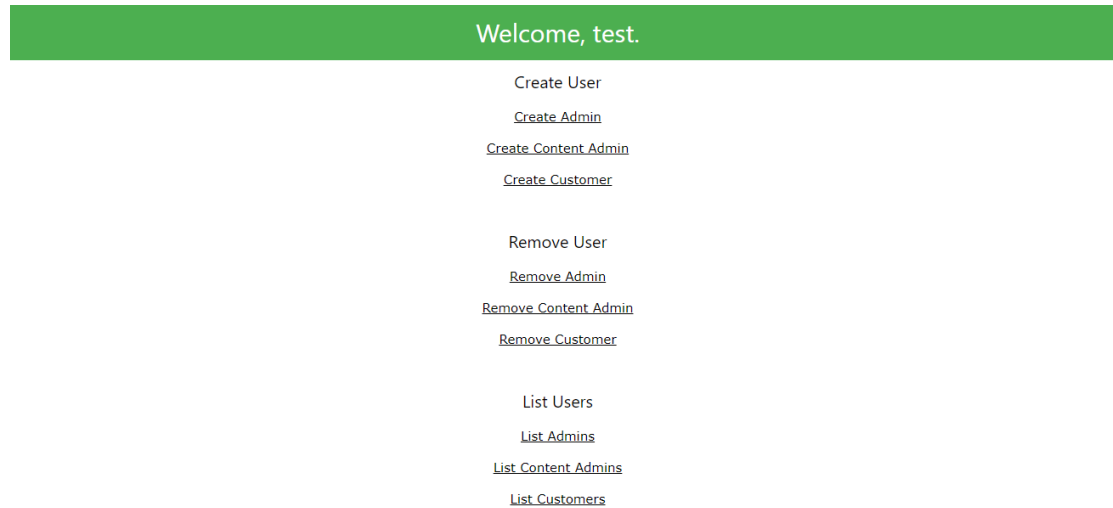 Welcome, test.
Create User
Create Admin
Create Content Admin
Create Customer
Remove User
Remove Admin
Remove Content Admin
Remove Customer
List Users
List Admins
List Content Admins
List Customers